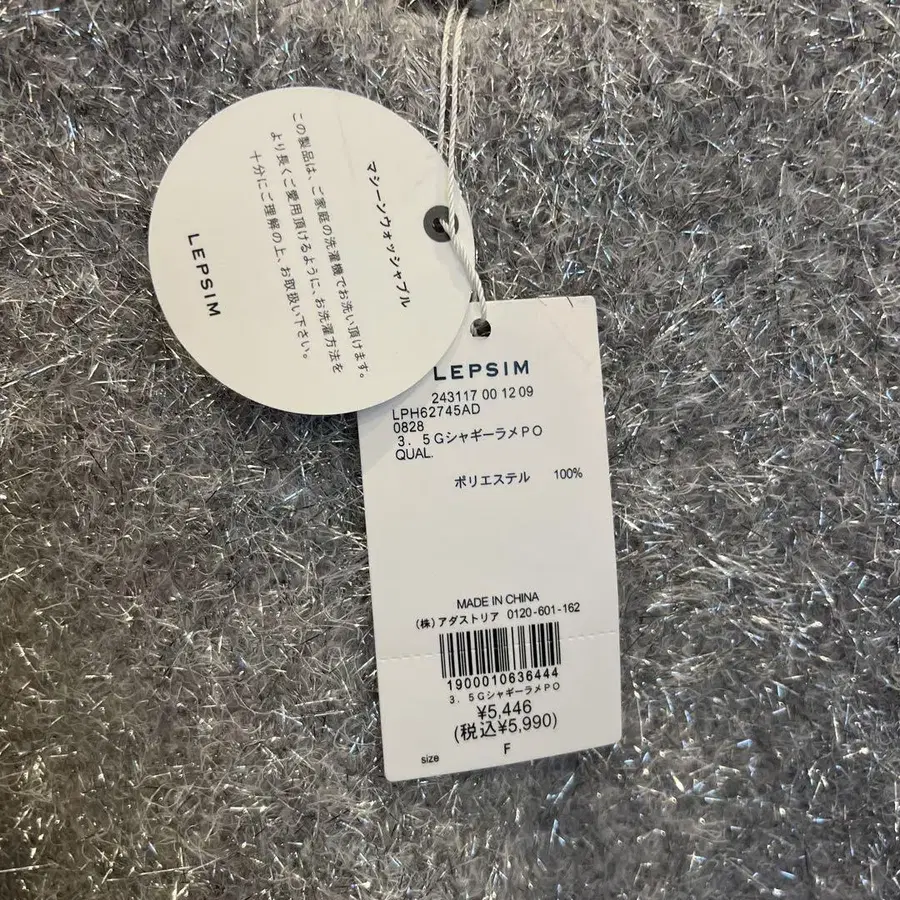 マシーンウォッシャブル
この製品は、ご家庭の洗濯機でお洗い頂けます。
より長くご愛用頂けるように、お洗濯方法を
十分にご理解の上、お取扱い下さい。
LEPSIM
LEPSIM
243117 00 12 09
LPH62745AD
0828
3．5GシャギーラメPO
QUAL.
ポリエステル 100%
MADE IN CHINA
(株)アダストリア 0120-601-162
1900010636444
3．5GシャギーラメPO
¥5,446
(税込¥5,990)
size F